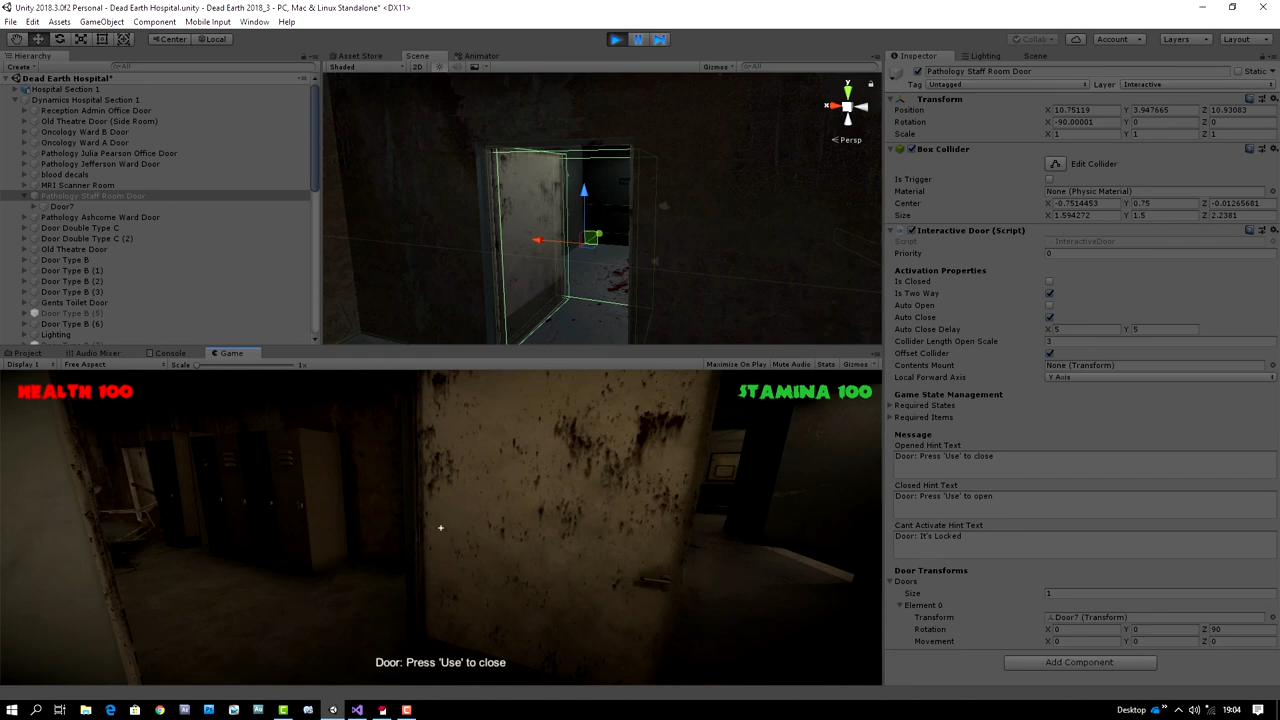 Unity 2018.3.0f2 Personal - Dead Earth Hospital.unity - Dead Earth 2018_3 - PC, Mac & Linux Standalone* <DX11>
File Edit Assets GameObject Component Mobile Input Window Help
Center Local Collab Account Layers Layout
Hierarchy
Create All
Dead Earth Hospital*
Hospital Section 1
Dynamics Hospital Section 1
Reception Admin Office Door
Old Theatre Door (Side Room)
Oncology Ward B Door
Oncology Ward A Door
Pathology Julia Pearson Office Door
Pathology Jefferson Ward Door
blood decals
MRI Scanner Room
Pathology Staff Room Door
Door7
Pathology Ashcome Ward Door
Door Double Type C
Door Double Type C (2)
Old Theatre Door
Door Type B
Door Type B (1)
Door Type B (2)
Door Type B (3)
Gents Toilet Door
Door Type B (5)
Door Type B (6)
Lighting
Asset Store Scene Animator
Shaded 2D Gizmos All
y
x
Persp
Project Audio Mixer Console Game
Display 1 Free Aspect Scale 1x Maximize On Play Mute Audio Stats Gizmos
HEALTH 100 STAMINA 100
Door: Press 'Use' to close
Inspector Lighting Scene
Pathology Staff Room Door Static
Tag Untagged Layer Interactive
Transform
Position X 10.75119 Y 3.947665 Z 10.93083
Rotation X -90.00001 Y 0 Z 0
Scale X 1 Y 1 Z 1
Box Collider
Edit Collider
Is Trigger
Material None (Physic Material)
Center X -0.7514453 Y 0.75 Z -0.01265681
Size X 1.594272 Y 1.5 Z 2.2381
Interactive Door (Script)
Script InteractiveDoor
Priority 0
Activation Properties
Is Closed
Is Two Way
Auto Open
Auto Close
Auto Close Delay X 5 Y 5
Collider Length Open Scale 3
Offset Collider
Contents Mount None (Transform)
Local Forward Axis Y Axis
Game State Management
Required States
Required Items
Message
Opened Hint Text
Door: Press 'Use' to close
Closed Hint Text
Door: Press 'Use' to open
Cant Activate Hint Text
Door: It's Locked
Door Transforms
Doors
Size 1
Element 0
Transform Door7 (Transform)
Rotation X 0 Y 0 Z 90
Movement X 0 Y 0 Z 0
Add Component
Desktop 19:04